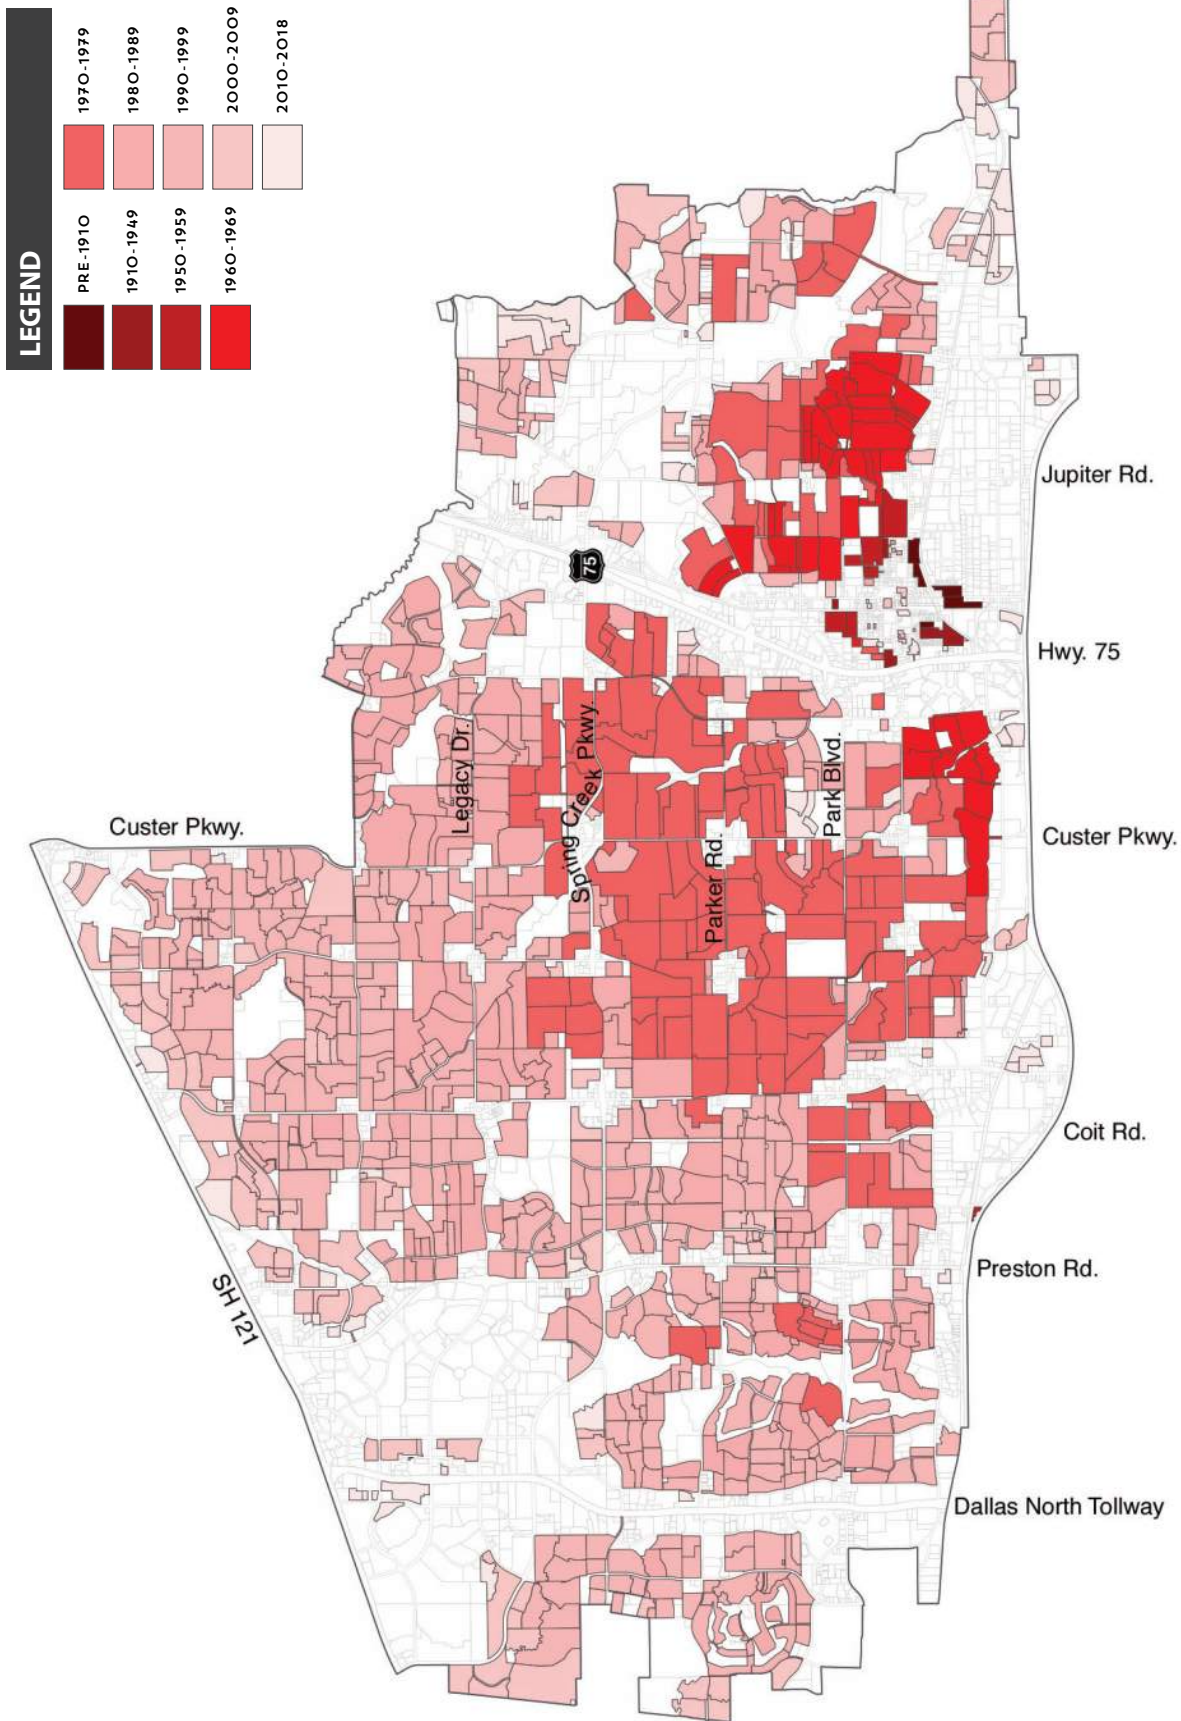 LEGEND
PRE-1910
1910-1949
1950-1959
1960-1969
1970-1979
1980-1989
1990-1999
2000-2009
2010-2018
75
Jupiter Rd.
Hwy. 75
Legacy Dr.
Spring Creek Pkwy.
Park Blvd.
Parker Rd.
Custer Pkwy.
Custer Pkwy.
Coit Rd.
Preston Rd.
SH 121
Dallas North Tollway